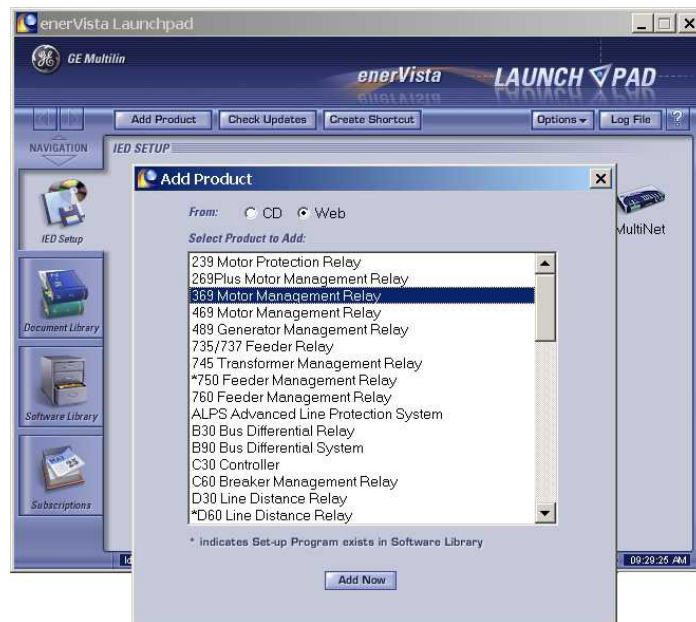 enerVista Launchpad
GE Multilin
enerVista LAUNCH PAD
Add Product Check Updates Create Shortcut Options Log File ?
NAVIGATION
IED SETUP
Add Product
From: CD Web
Select Product to Add:
239 Motor Protection Relay
269Plus Motor Management Relay
369 Motor Management Relay
469 Motor Management Relay
489 Generator Management Relay
735/737 Feeder Relay
745 Transformer Management Relay
*750 Feeder Management Relay
760 Feeder Management Relay
ALPS Advanced Line Protection System
B30 Bus Differential Relay
B90 Bus Differential System
C30 Controller
C60 Breaker Management Relay
D30 Line Distance Relay
*D60 Line Distance Relay
* indicates Set-up Program exists in Software Library
Add Now
IED Setup
Document Library
Software Library
Subscriptions
MultiNet
09:29:25 AM